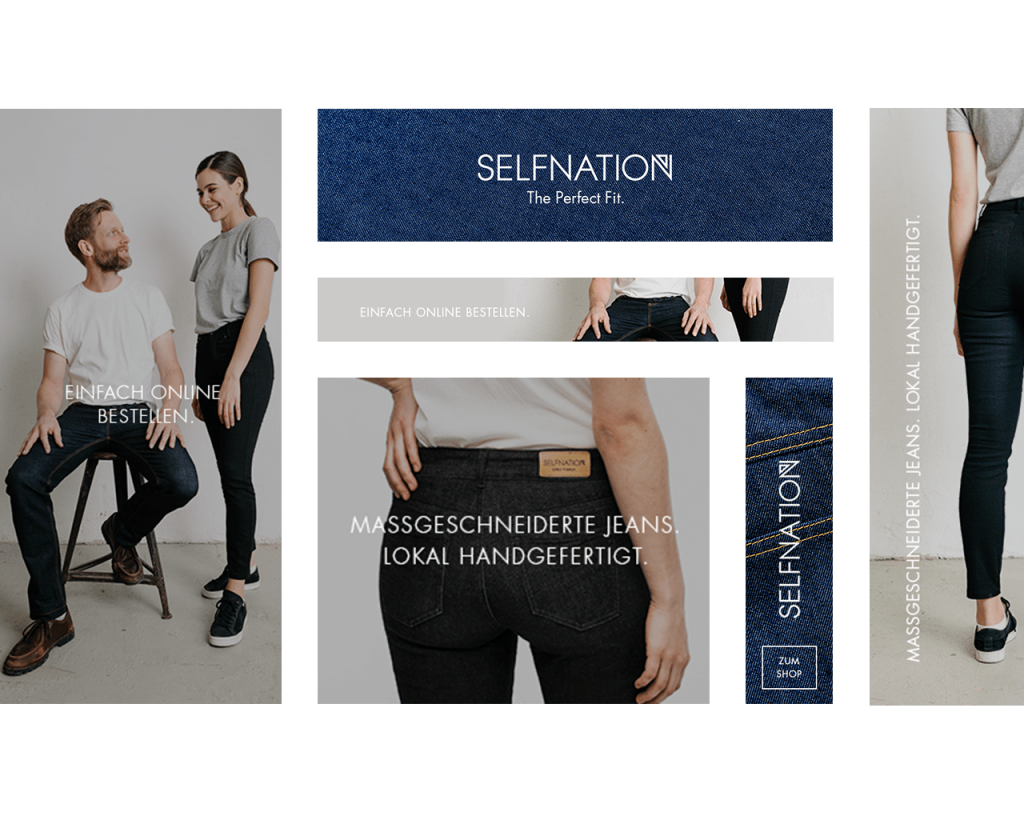 EINFACH ONLINE
BESTELLEN.
SELFNATION
The Perfect Fit.
EINFACH ONLINE BESTELLEN.
SELFNATION
MASSGESCHNEIDERTE JEANS.
LOKAL HANDGEFERTIGT.
SELFNATION
ZUM
SHOP
MASSGESCHNEIDERTE JEANS. LOKAL HANDGEFERTIGT.